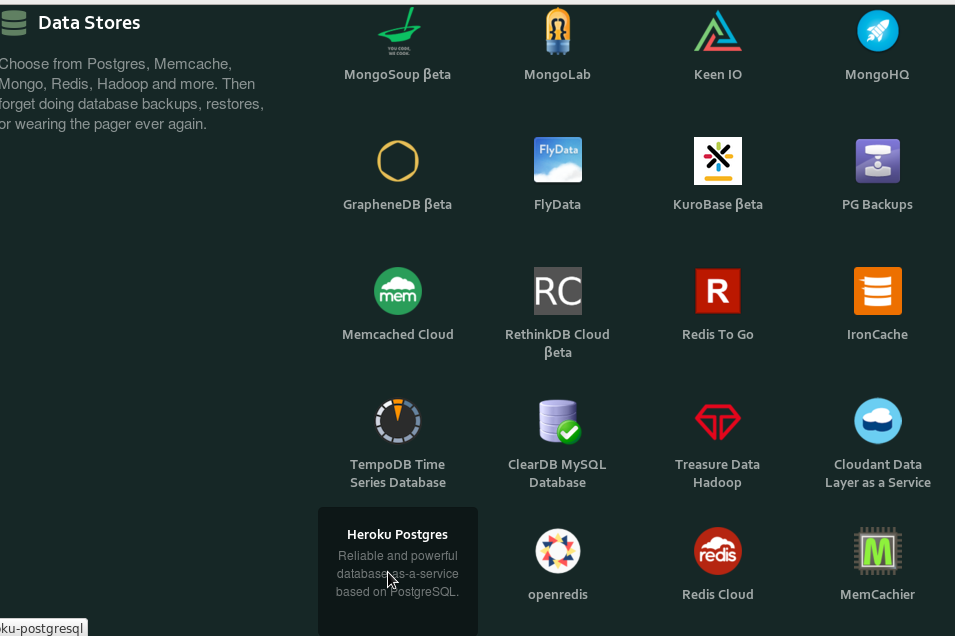 Data Stores
Choose from Postgres, Memcache,
Mongo, Redis, Hadoop and more. Then
forget doing database backups, restores,
or wearing the pager ever again.
YOU COOK,
WE COOK.
MongoSoup βeta
MongoLab
Keen IO
MongoHQ
FlyData
GrapheneDB βeta
FlyData
KuroBase βeta
PG Backups
mem
RC
R
Memcached Cloud
RethinkDB Cloud
βeta
Redis To Go
IronCache
TempoDB Time
Series Database
ClearDB MySQL
Database
Treasure Data
Hadoop
Cloudant Data
Layer as a Service
Heroku Postgres
Reliable and powerful
database-as-a-service
based on PostgreSQL.
redis
M
openredis
Redis Cloud
MemCachier
ku-postgresql